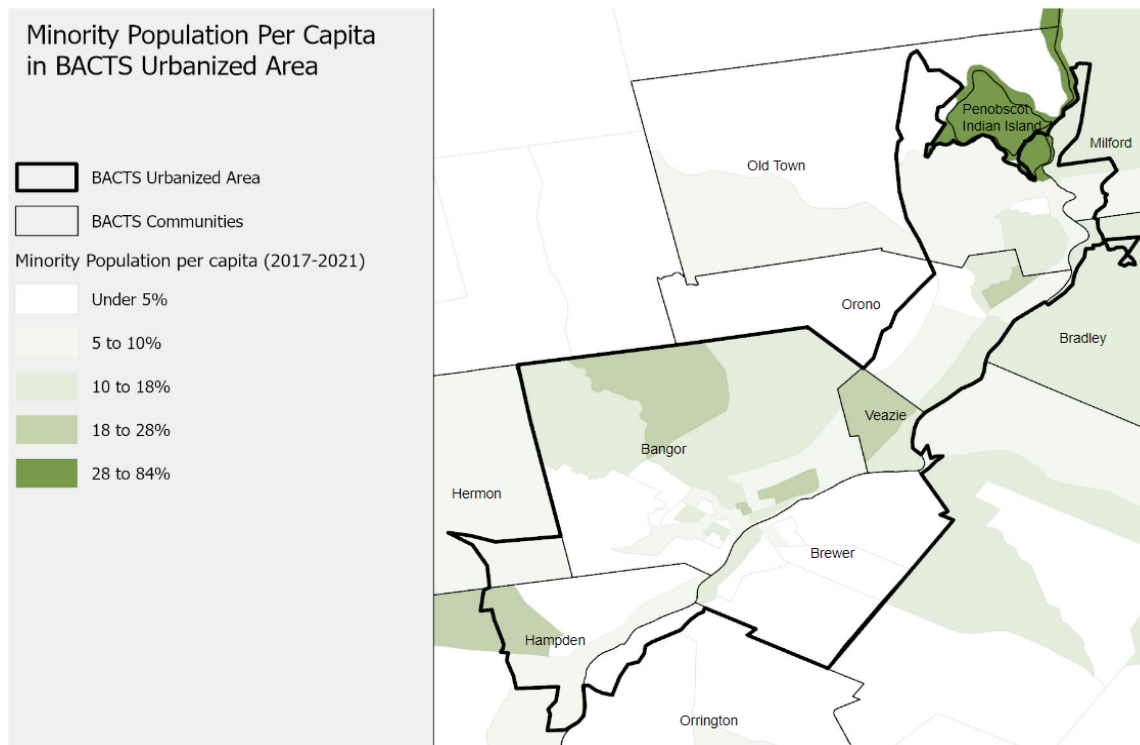 Minority Population Per Capita
in BACTS Urbanized Area
BACTS Urbanized Area
BACTS Communities
Minority Population per capita (2017-2021)
Under 5%
5 to 10%
10 to 18%
18 to 28%
28 to 84%
Penobscot
Indian Island
Milford
Old Town
Orono
Bradley
Veazie
Bangor
Hermon
Brewer
Hampden
Orrington